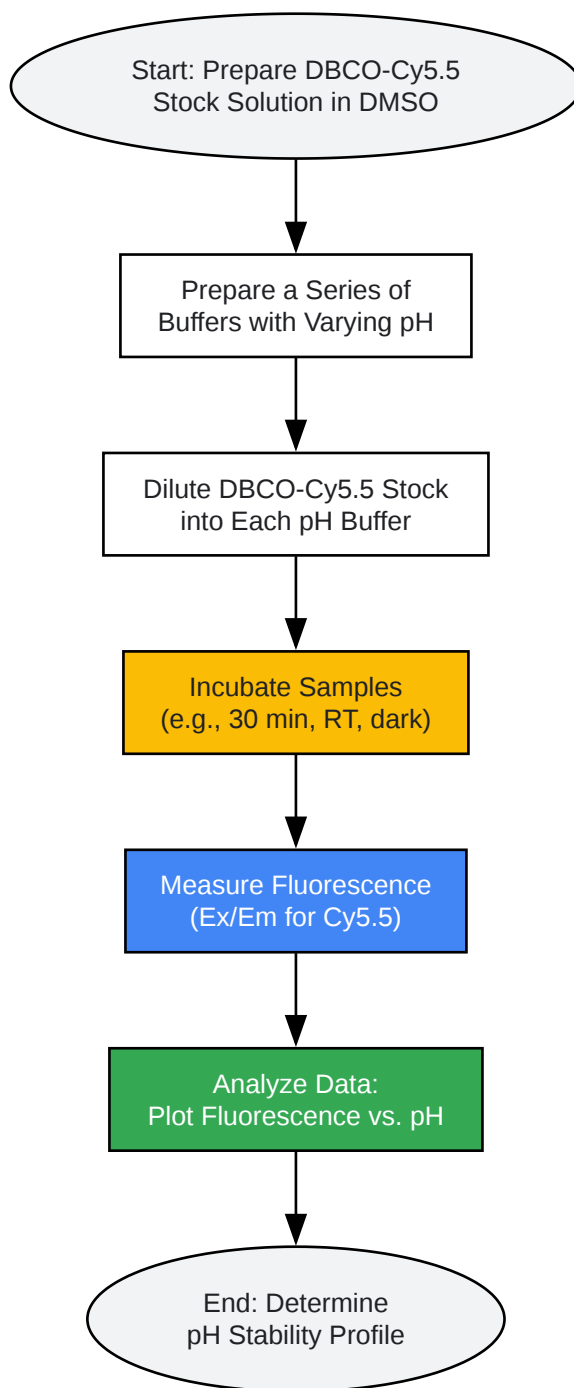 Start: Prepare DBCO-Cy5.5
Stock Solution in DMSO
Prepare a Series of
Buffers with Varying pH
Dilute DBCO-Cy5.5 Stock
into Each pH Buffer
Incubate Samples
(e.g., 30 min, RT, dark)
Measure Fluorescence
(Ex/Em for Cy5.5)
Analyze Data:
Plot Fluorescence vs. pH
End: Determine
pH Stability Profile